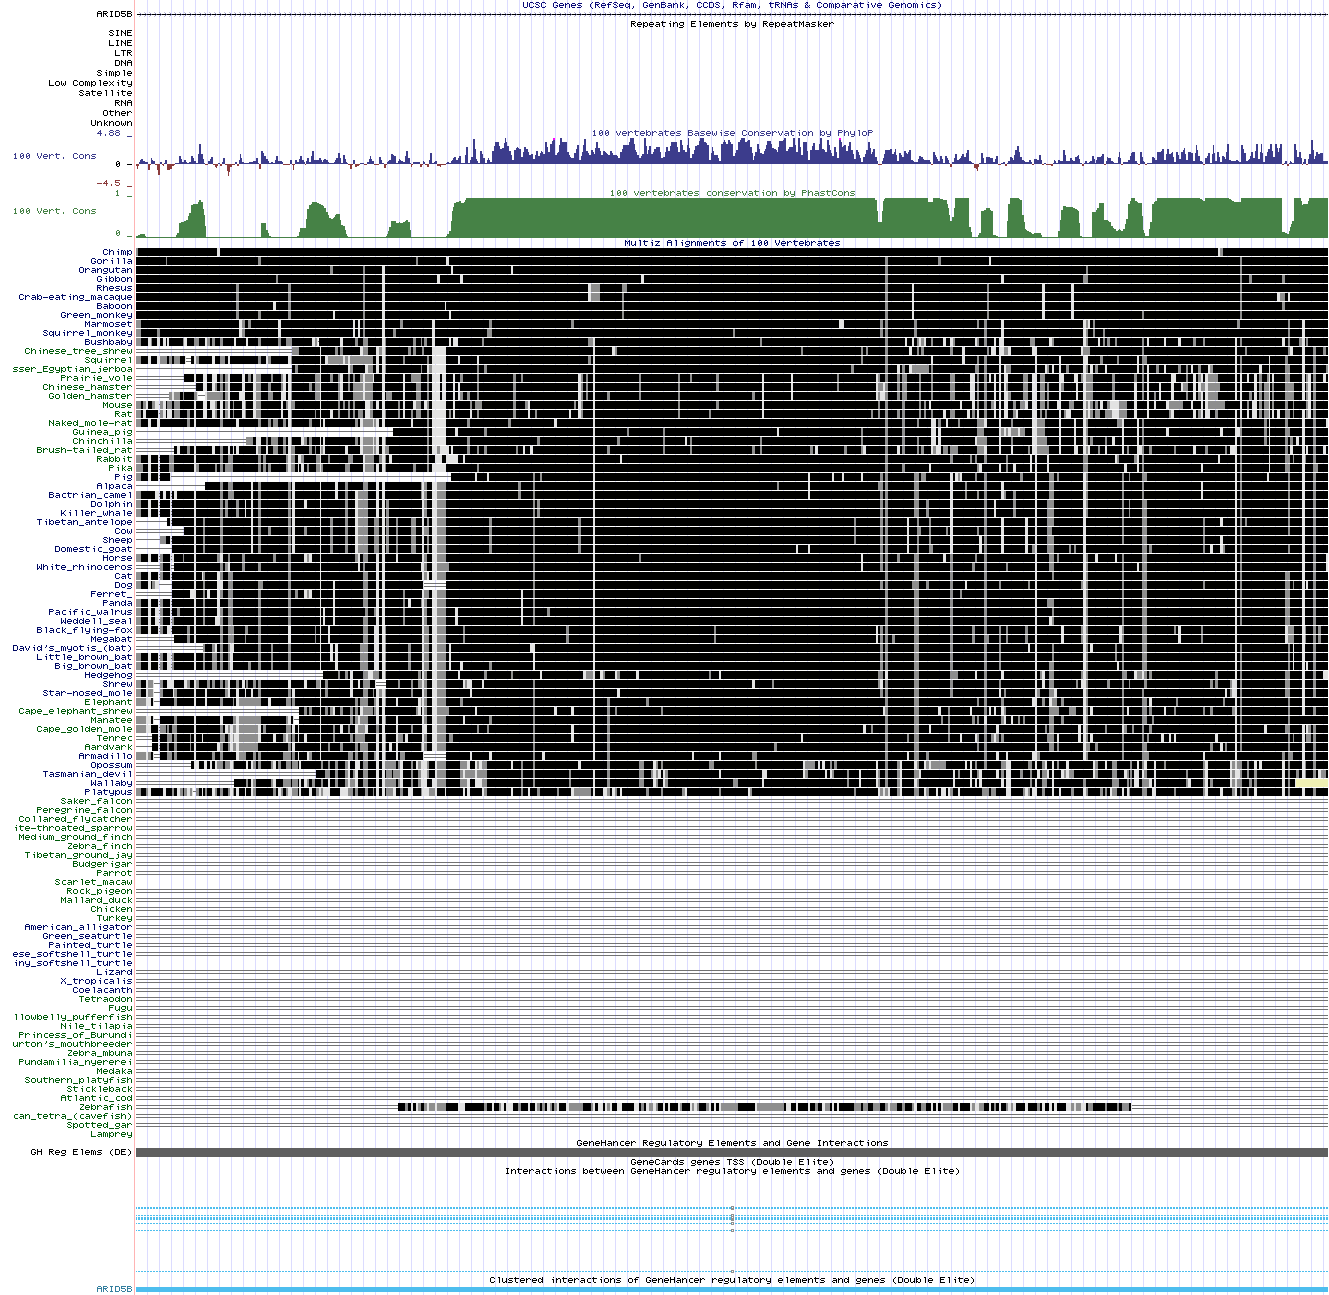 UCSC Genes (RefSeq, GenBank, CCDS, Rfam, tRNAs & Comparative Genomics)
ARID5B
Repeating Elements by RepeatMasker
SINE
LINE
LTR
DNA
Simple
Low Complexity
Satellite
RNA
Other
Unknown
4.88 _
100 vertebrates Basewise Conservation by PhyloP
100 Vert. Cons
0 _
-4.5 _
1 _
100 vertebrates conservation by PhastCons
100 Vert. Cons
0 _
Multiz Alignments of 100 Vertebrates
Chimp
Gorilla
Orangutan
Gibbon
Rhesus
Crab-eating_macaque
Baboon
Green_monkey
Marmoset
Squirrel_monkey
Bushbaby
Chinese_tree_shrew
Squirrel
sser_Egyptian_jerboa
Prairie_vole
Chinese_hamster
Golden_hamster
Mouse
Rat
Naked_mole-rat
Guinea_pig
Chinchilla
Brush-tailed_rat
Rabbit
Pika
Pig
Alpaca
Bactrian_camel
Dolphin
Killer_whale
Tibetan_antelope
Cow
Sheep
Domestic_goat
Horse
White_rhinoceros
Cat
Dog
Ferret_
Panda
Pacific_walrus
Weddell_seal
Black_flying-fox
Megabat
David's_myotis_(bat)
Little_brown_bat
Big_brown_bat
Hedgehog
Shrew
Star-nosed_mole
Elephant
Cape_elephant_shrew
Manatee
Cape_golden_mole
Tenrec
Aardvark
Armadillo
Opossum
Tasmanian_devil
Wallaby
Platypus
Saker_falcon
Peregrine_falcon
Collared_flycatcher
ite-throated_sparrow
Medium_ground_finch
Zebra_finch
Tibetan_ground_jay
Budgerigar
Parrot
Scarlet_macaw
Rock_pigeon
Mallard_duck
Chicken
Turkey
American_alligator
Green_seaturtle
Painted_turtle
ese_softshell_turtle
iny_softshell_turtle
Lizard
X_tropicalis
Coelacanth
Tetraodon
Fugu
llowbelly_pufferfish
Nile_tilapia
Princess_of_Burundi
urton's_mouthbreeder
Zebra_mbuna
Pundamilia_nyererei
Medaka
Southern_platyfish
Stickleback
Atlantic_cod
Zebrafish
can_tetra_(cavefish)
Spotted_gar
Lamprey
GeneHancer Regulatory Elements and Gene Interactions
GH Reg Elems (DE)
GeneCards genes TSS (Double Elite)
Interactions between GeneHancer regulatory elements and genes (Double Elite)
Clustered interactions of GeneHancer regulatory elements and genes (Double Elite)
ARID5B